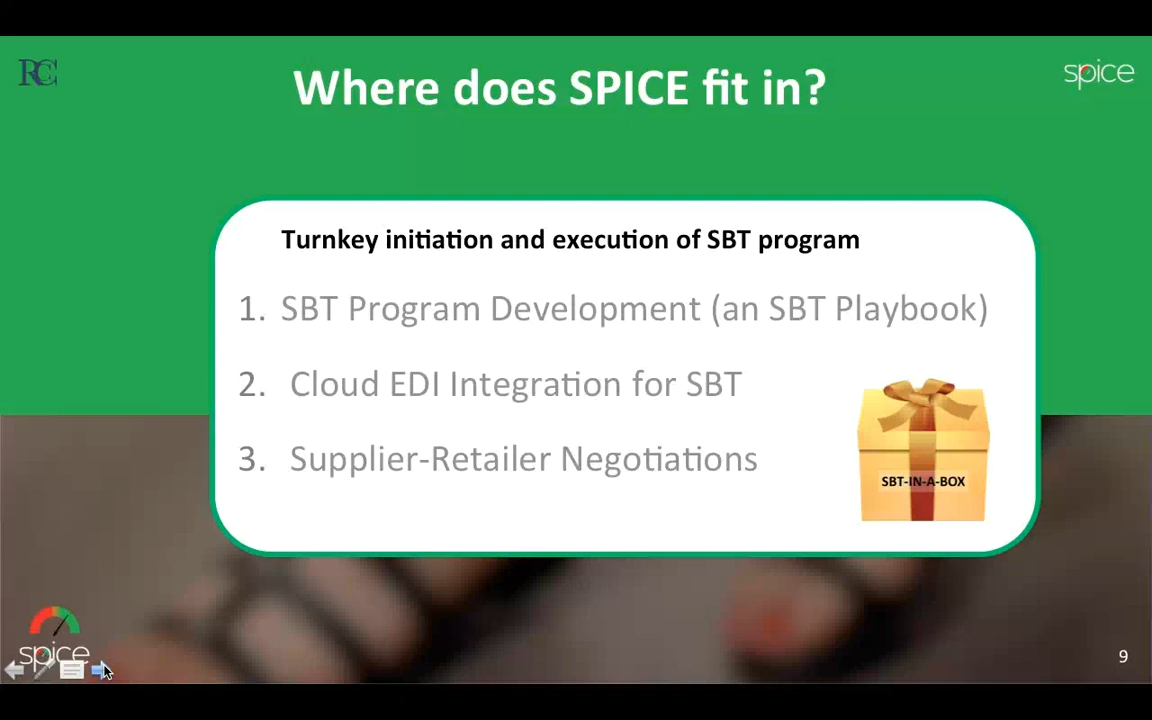 RC
Where does SPICE fit in?
spice
Turnkey initiation and execution of SBT program
1. SBT Program Development (an SBT Playbook)
2. Cloud EDI Integration for SBT
3. Supplier-Retailer Negotiations
SBT-IN-A-BOX
spice
9